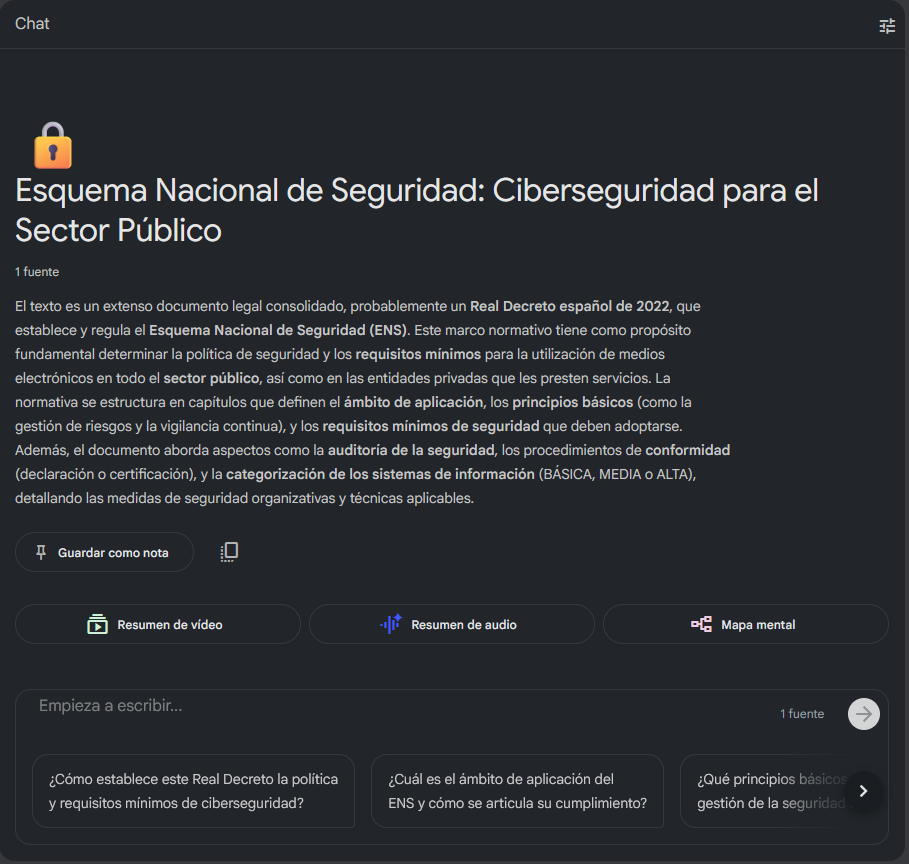 Chat
Esquema Nacional de Seguridad: Ciberseguridad para el
Sector Público
1 fuente
El texto es un extenso documento legal consolidado, probablemente un Real Decreto español de 2022, que
establece y regula el Esquema Nacional de Seguridad (ENS). Este marco normativo tiene como propósito
fundamental determinar la política de seguridad y los requisitos mínimos para la utilización de medios
electrónicos en todo el sector público, así como en las entidades privadas que les presten servicios. La
normativa se estructura en capítulos que definen el ámbito de aplicación, los principios básicos (como la
gestión de riesgos y la vigilancia continua), y los requisitos mínimos de seguridad que deben adoptarse.
Además, el documento aborda aspectos como la auditoría de la seguridad, los procedimientos de conformidad
(declaración o certificación), y la categorización de los sistemas de información (BÁSICA, MEDIA o ALTA),
detallando las medidas de seguridad organizativas y técnicas aplicables.
Guardar como nota
Resumen de vídeo
Resumen de audio
Mapa mental
Empieza a escribir...
1 fuente
¿Cómo establece este Real Decreto la política
y requisitos mínimos de ciberseguridad?
¿Cuál es el ámbito de aplicación del
ENS y cómo se articula su cumplimiento?
¿Qué principios básicos
gestión de la seguridad